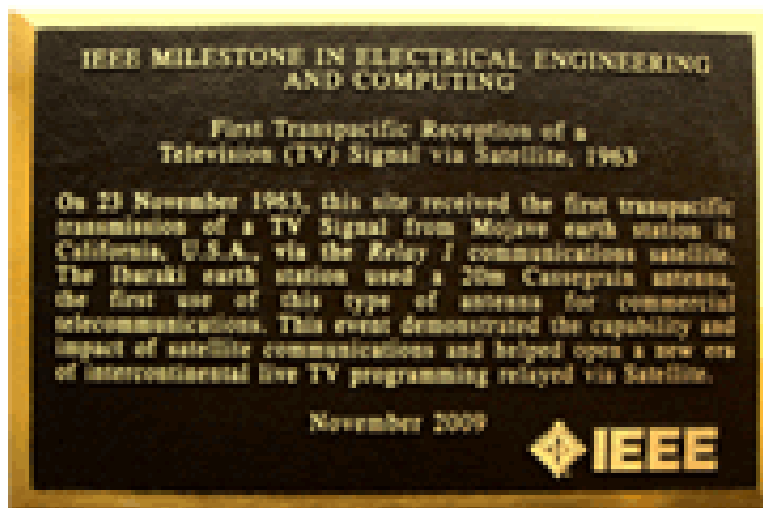 IEEE MILESTONE IN ELECTRICAL ENGINEERING
AND COMPUTING
First Transpacific Reception of a
Television (TV) Signal via Satellite, 1963
On 23 November 1963, this site received the first transpacific
transmission of a TV Signal from Mojave earth station in
California, U.S.A., via the Relay 1 communications satellite.
The Ibaraki earth station used a 20m Cassegrain antenna,
the first use of this type of antenna for commercial
telecommunications. This event demonstrated the capability and
impact of satellite communications and helped open a new era
of intercontinental live TV programming relayed via Satellite.
November 2009
IEEE